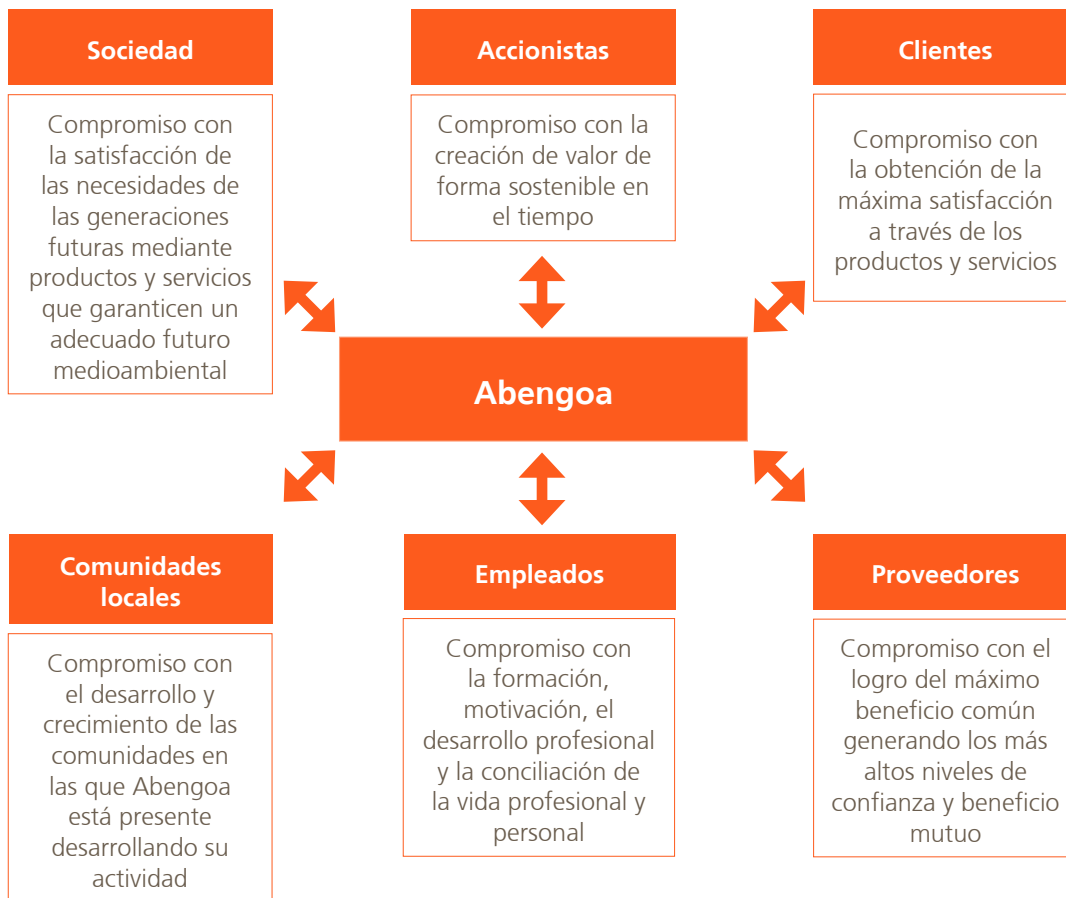 Sociedad
Compromiso con
la satisfacción de
las necesidades de
las generaciones
futuras mediante
productos y servicios
que garanticen un
adecuado futuro
medioambiental
Accionistas
Compromiso con la
creación de valor de
forma sostenible en
el tiempo
Clientes
Compromiso con
la obtención de la
máxima satisfacción
a través de los
productos y servicios
Abengoa
Comunidades
locales
Compromiso con
el desarrollo y
crecimiento de las
comunidades en
las que Abengoa
está presente
desarrollando su
actividad
Empleados
Compromiso con
la formación,
motivación, el
desarrollo profesional
y la conciliación de
la vida profesional y
personal
Proveedores
Compromiso con el
logro del máximo
beneficio común
generando los más
altos niveles de
confianza y beneficio
mutuo